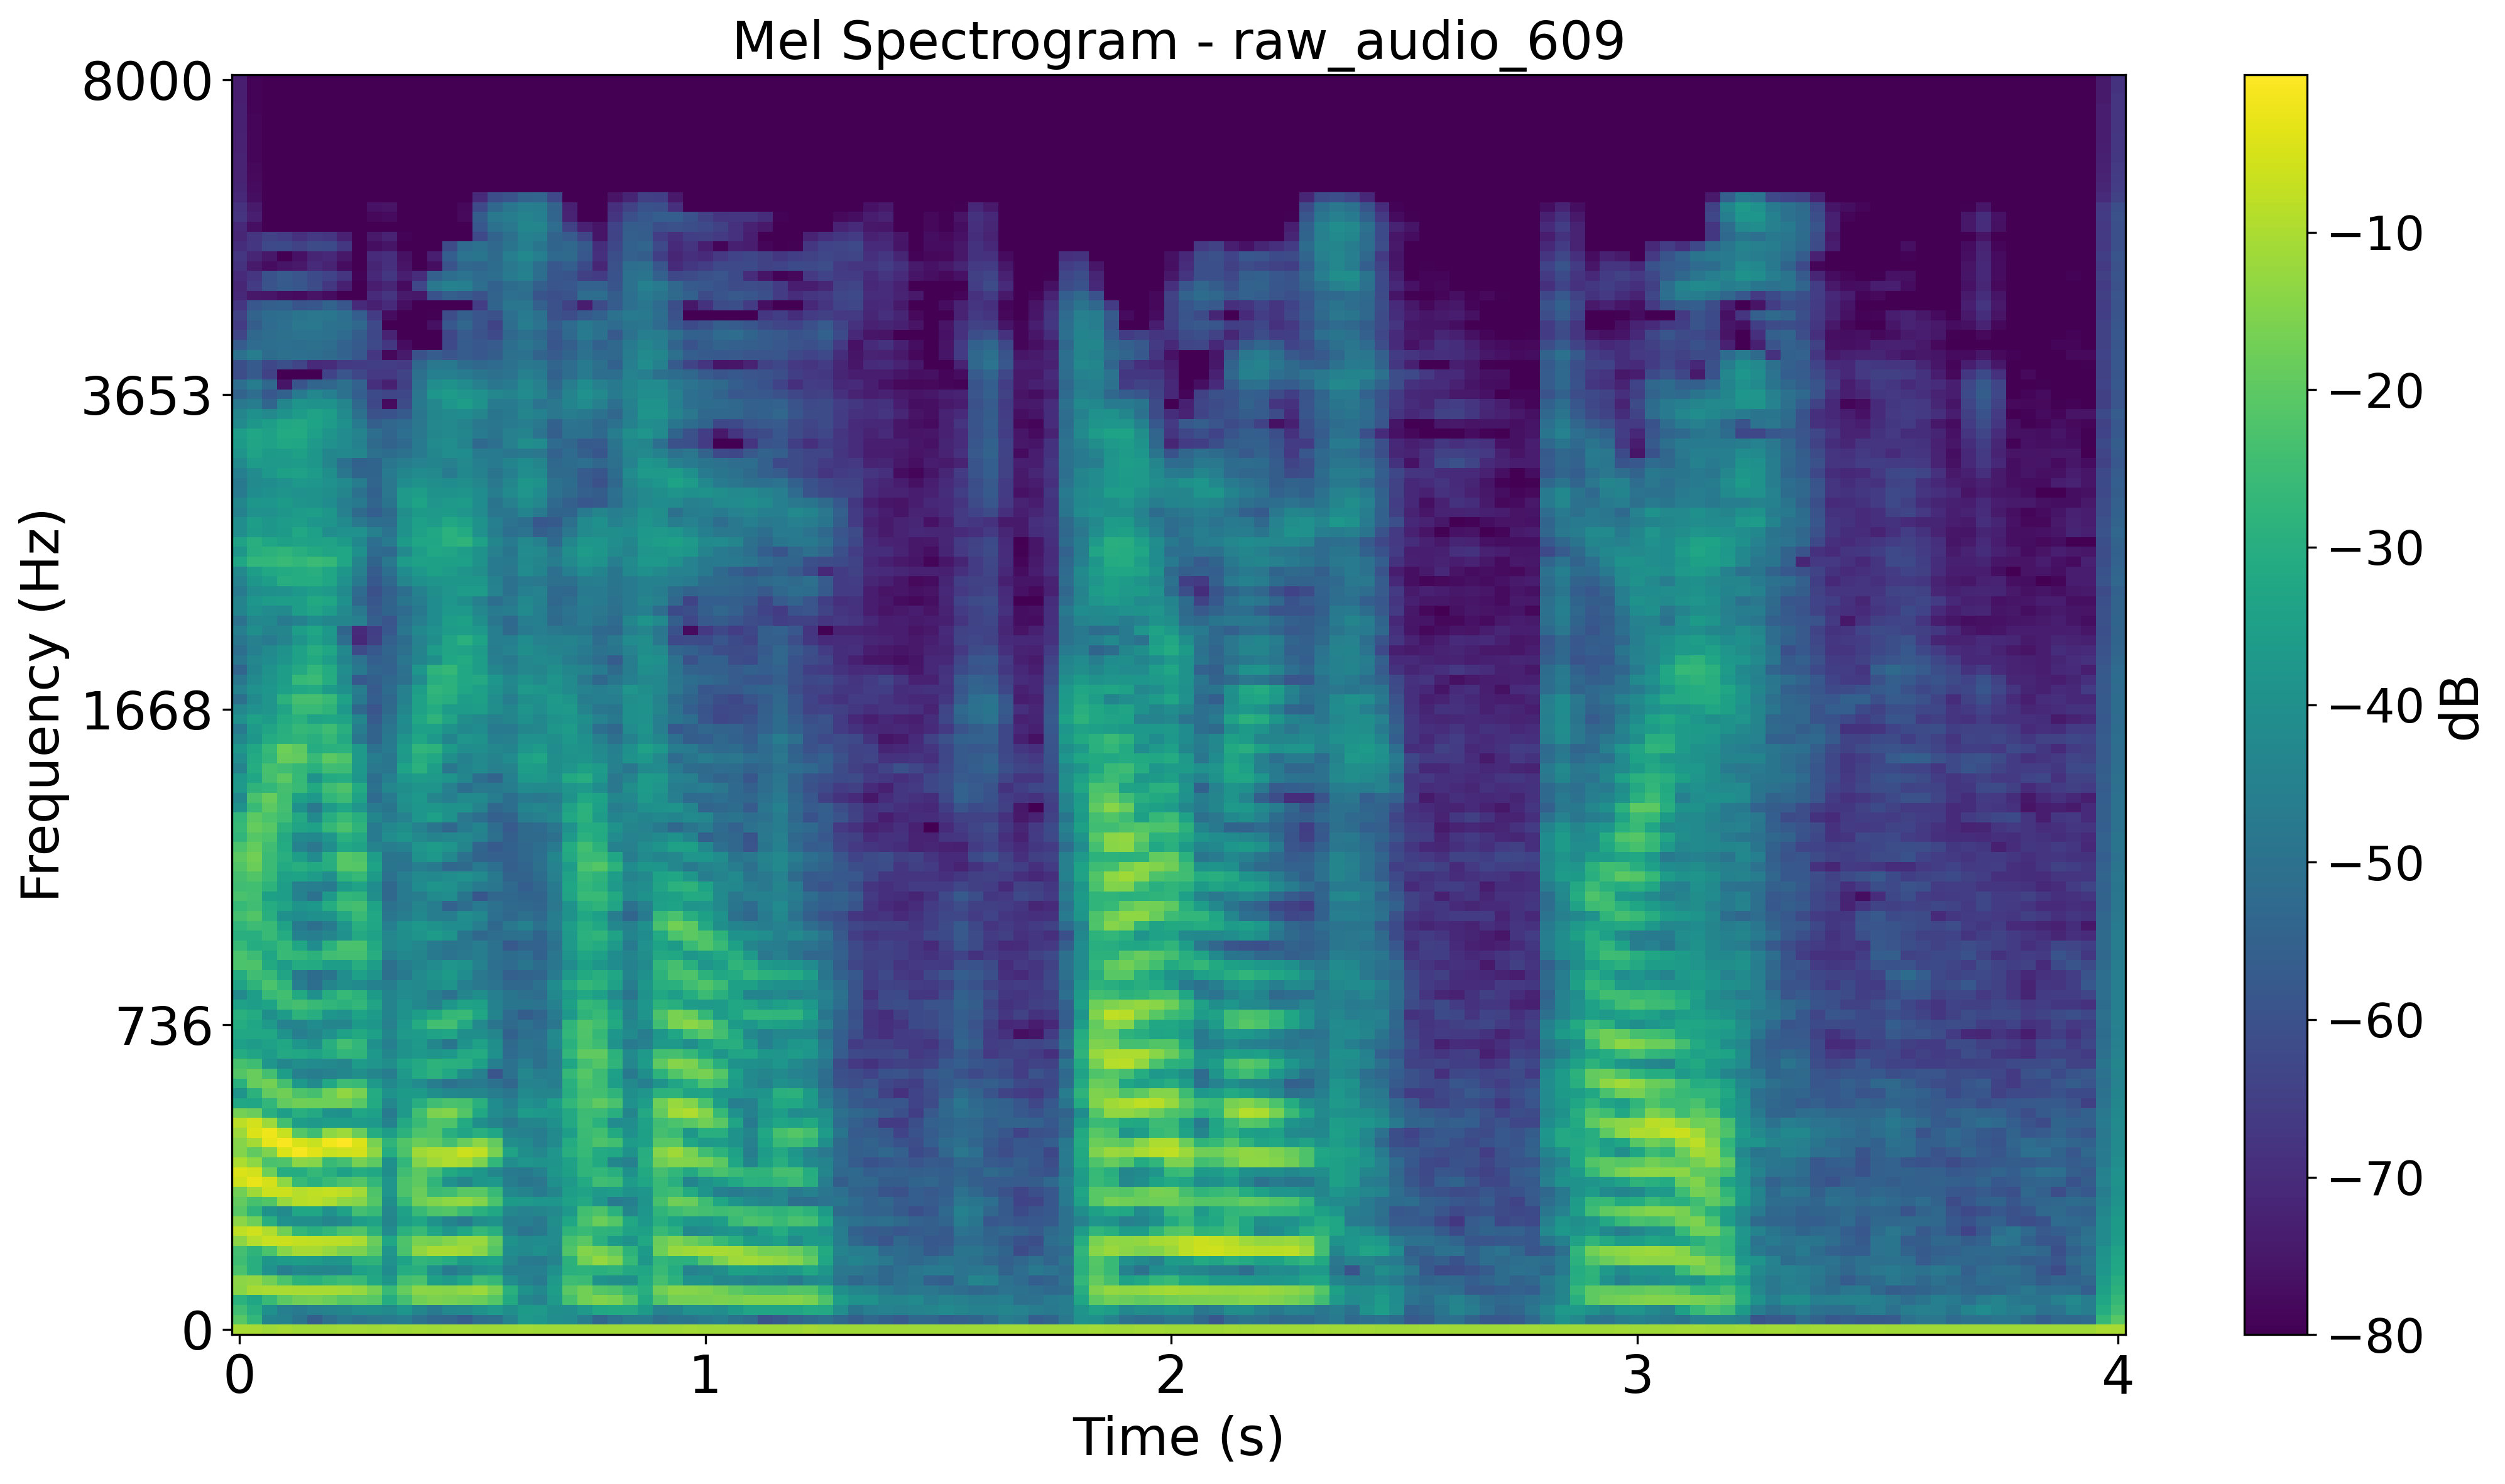 Mel Spectrogram - raw_audio_609
8000
3653
1668
736
0
Frequency (Hz)
0 1 2 3 4
Time (s)
−10
−20
−30
−40
−50
−60
−70
−80
dB